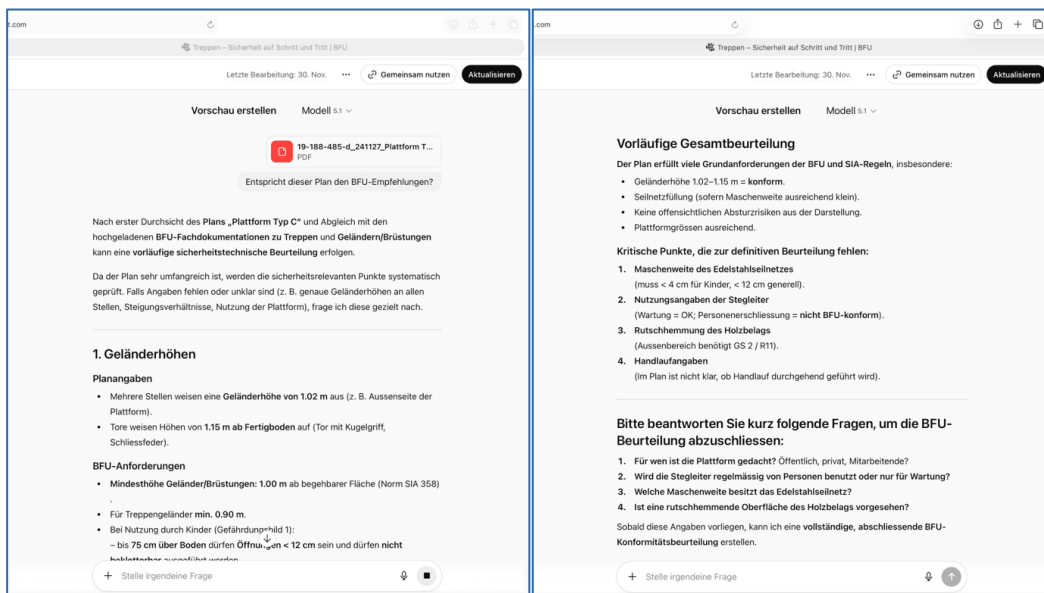 t.com
Treppen – Sicherheit auf Schritt und Tritt | BFU
Letzte Bearbeitung: 30. Nov. ••• Gemeinsam nutzen Aktualisieren
Vorschau erstellen Modell 5.1
19-188-485-d_241127_Plattform T...
PDF
Entspricht dieser Plan den BFU-Empfehlungen?
Nach erster Durchsicht des Plans „Plattform Typ C“ und Abgleich mit den
hochgeladenen BFU-Fachdokumentationen zu Treppen und Geländern/Brüstungen
kann eine vorläufige sicherheitstechnische Beurteilung erfolgen.
Da der Plan sehr umfangreich ist, werden die sicherheitsrelevanten Punkte systematisch
geprüft. Falls Angaben fehlen oder unklar sind (z. B. genaue Geländerhöhen an allen
Stellen, Steigungsverhältnisse, Nutzung der Plattform), frage ich diese gezielt nach.
1. Geländerhöhen
Planangaben
• Mehrere Stellen weisen eine Geländerhöhe von 1.02 m aus (z. B. Aussenseite der
Plattform).
• Tore weisen Höhen von 1.15 m ab Fertigboden auf (Tor mit Kugelgriff,
Schliessfeder).
BFU-Anforderungen
• Mindesthöhe Geländer/Brüstungen: 1.00 m ab begehbarer Fläche (Norm SIA 358)
.
• Für Treppengeländer min. 0.90 m.
• Bei Nutzung durch Kinder (Gefährdungsbild 1):
– bis 75 cm über Boden dürfen Öffnungen < 12 cm sein und dürfen nicht
bekletterbar ausgeführt werden
Stelle irgendeine Frage
.com
Treppen – Sicherheit auf Schritt und Tritt | BFU
Letzte Bearbeitung: 30. Nov. ••• Gemeinsam nutzen Aktualisieren
Vorschau erstellen Modell 5.1
Vorläufige Gesamtbeurteilung
Der Plan erfüllt viele Grundanforderungen der BFU und SIA-Regeln, insbesondere:
• Geländerhöhe 1.02–1.15 m = konform.
• Seilnetzfüllung (sofern Maschenweite ausreichend klein).
• Keine offensichtlichen Absturzrisiken aus der Darstellung.
• Plattformgrössen ausreichend.
Kritische Punkte, die zur definitiven Beurteilung fehlen:
1. Maschenweite des Edelstahlseilnetzes
(muss < 4 cm für Kinder, < 12 cm generell).
2. Nutzungsangaben der Stegleiter
(Wartung = OK; Personenerschliessung = nicht BFU-konform).
3. Rutschhemmung des Holzbelags
(Aussenbereich benötigt GS 2 / R11).
4. Handlaufangaben
(Im Plan ist nicht klar, ob Handlauf durchgehend geführt wird).
Bitte beantworten Sie kurz folgende Fragen, um die BFU-
Beurteilung abzuschliessen:
1. Für wen ist die Plattform gedacht? Öffentlich, privat, Mitarbeitende?
2. Wird die Stegleiter regelmässig von Personen benutzt oder nur für Wartung?
3. Welche Maschenweite besitzt das Edelstahlseilnetz?
4. Ist eine rutschhemmende Oberfläche des Holzbelags vorgesehen?
Sobald diese Angaben vorliegen, kann ich eine vollständige, abschliessende BFU-
Konformitätsbeurteilung erstellen.
Stelle irgendeine Frage